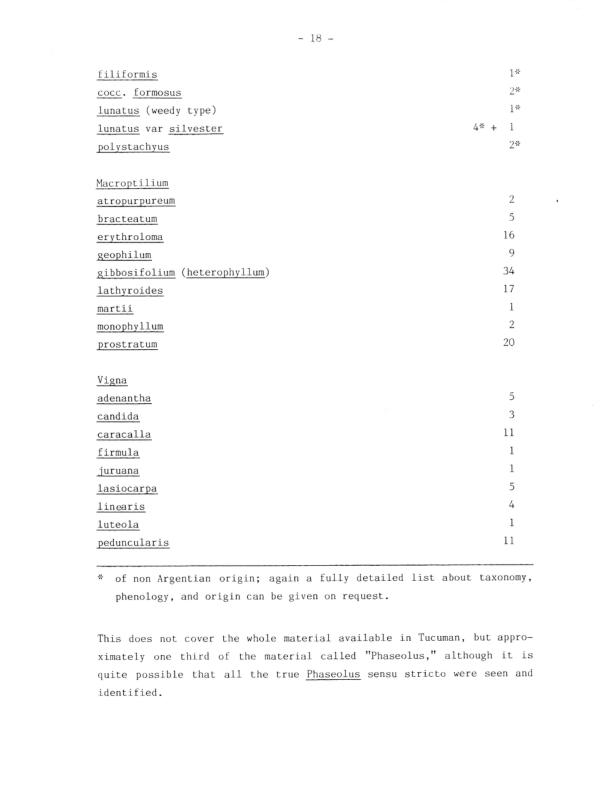 - 18 -
filiformis 1*
cocc. formosus 2*
lunatus (weedy type) 1*
lunatus var silvester 4* + 1
polystachyus 2*
Macroptilium
atropurpureum 2
bracteatum 5
erythroloma 16
geophilum 9
gibbosifolium (heterophyllum) 34
lathyroides 17
martii 1
monophyllum 2
prostratum 20
Vigna
adenantha 5
candida 3
caracalla 11
firmula 1
juruana 1
lasiocarpa 5
linearis 4
luteola 1
peduncularis 11
* of non Argentian origin; again a fully detailed list about taxonomy,
phenology, and origin can be given on request.
This does not cover the whole material available in Tucuman, but appro-
ximately one third of the material called "Phaseolus," although it is
quite possible that all the true Phaseolus sensu stricto were seen and
identified.